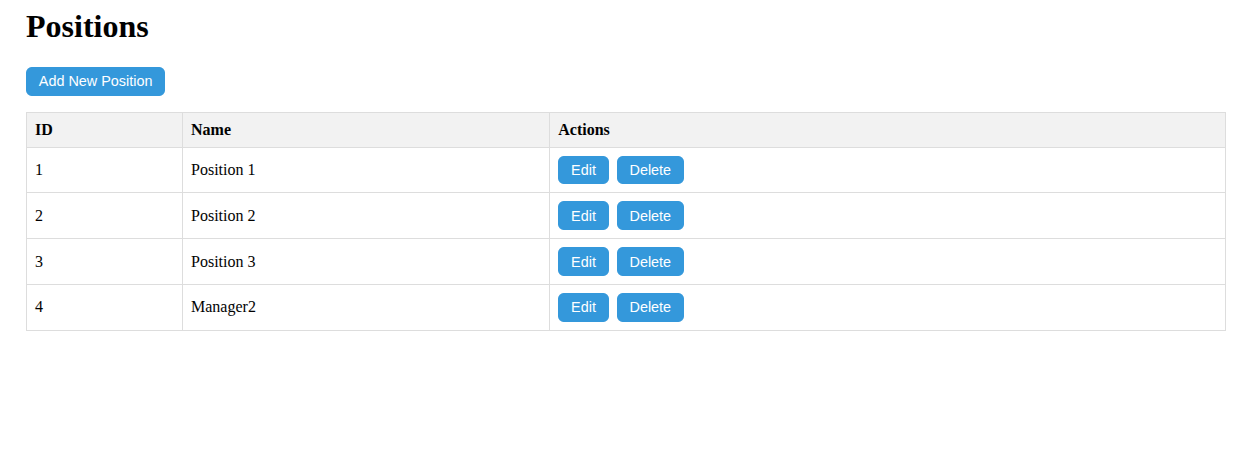 Positions
Add New Position
ID Name Actions
1 Position 1 Edit Delete
2 Position 2 Edit Delete
3 Position 3 Edit Delete
4 Manager2 Edit Delete